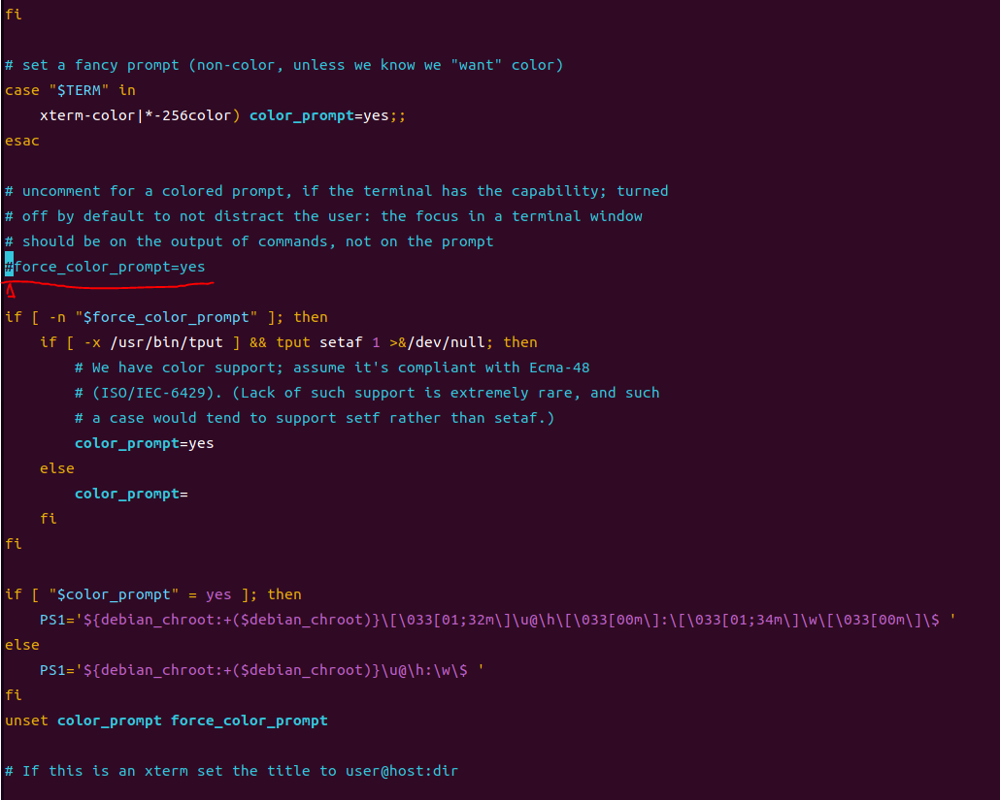 fi
# set a fancy prompt (non-color, unless we know we "want" color)
case "$TERM" in
    xterm-color|*-256color) color_prompt=yes;;
esac
# uncomment for a colored prompt, if the terminal has the capability; turned
# off by default to not distract the user: the focus in a terminal window
# should be on the output of commands, not on the prompt
#force_color_prompt=yes
if [ -n "$force_color_prompt" ]; then
    if [ -x /usr/bin/tput ] && tput setaf 1 >&/dev/null; then
        # We have color support; assume it's compliant with Ecma-48
        # (ISO/IEC-6429). (Lack of such support is extremely rare, and such
        # a case would tend to support setf rather than setaf.)
        color_prompt=yes
    else
        color_prompt=
    fi
fi
if [ "$color_prompt" = yes ]; then
    PS1='${debian_chroot:+($debian_chroot)}\[\033[01;32m\]\u@\h\[\033[00m\]:\[\033[01;34m\]\w\[\033[00m\]\$ '
else
    PS1='${debian_chroot:+($debian_chroot)}\u@\h:\w\$ '
fi
unset color_prompt force_color_prompt
# If this is an xterm set the title to user@host:dir